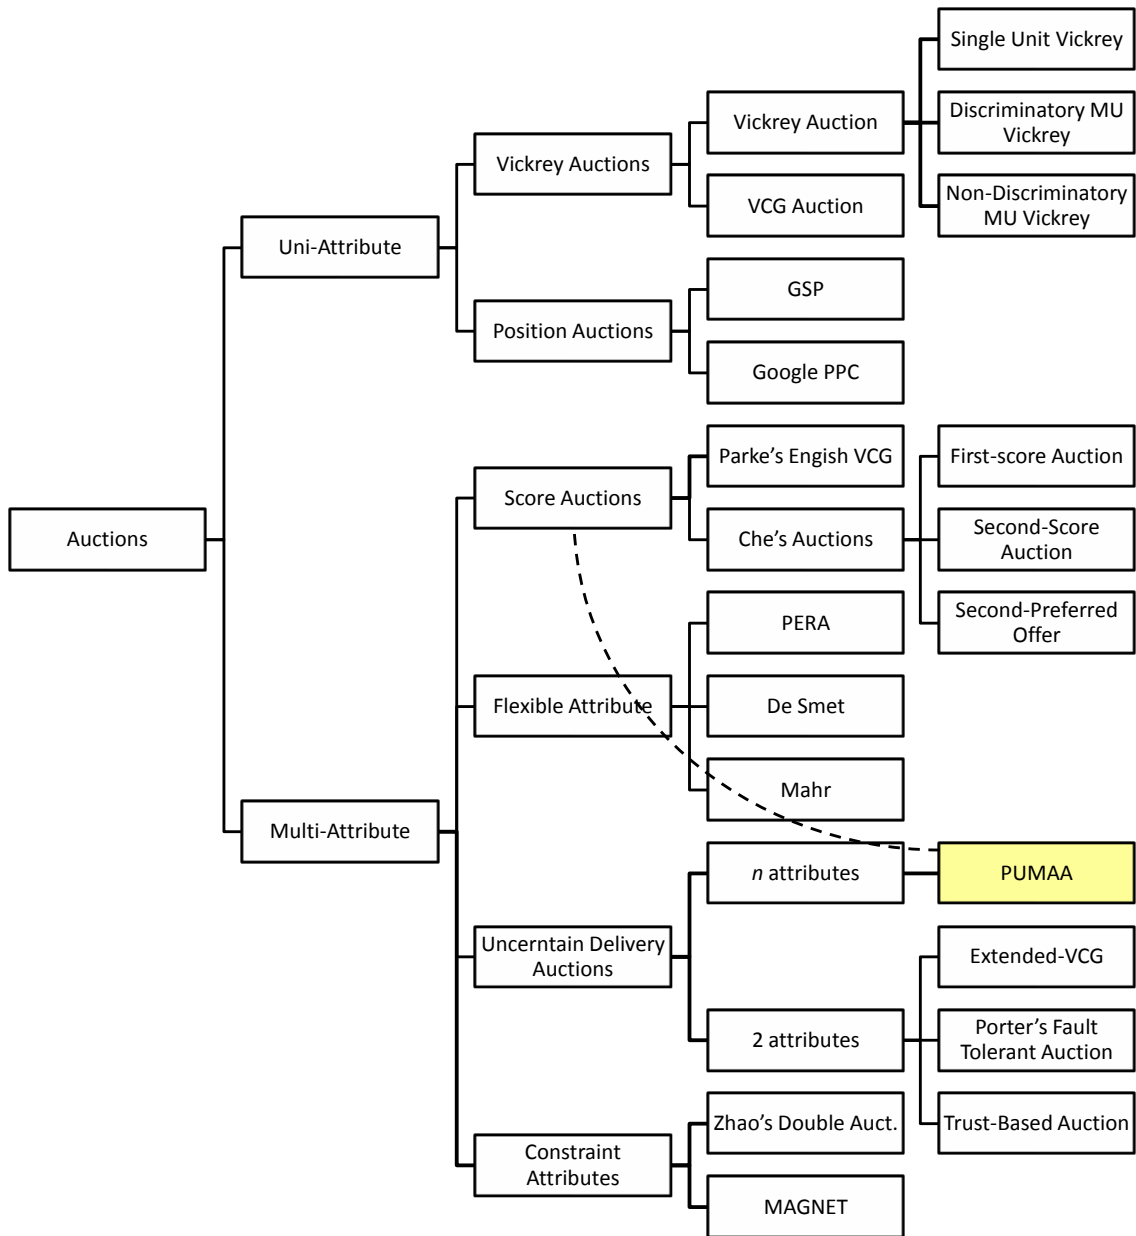 Single Unit Vickrey
Vickrey Auction
Discriminatory MU
Vickrey
Vickrey Auctions
VCG Auction
Non-Discriminatory
MU Vickrey
Uni-Attribute
GSP
Position Auctions
Google PPC
Parke's Engish VCG
First-score Auction
Score Auctions
Auctions
Che's Auctions
Second-Score
Auction
PERA
Second-Preferred
Offer
Flexible Attribute
De Smet
Mahr
Multi-Attribute
n attributes
PUMAA
Uncerntain Delivery
Auctions
Extended-VCG
2 attributes
Porter's Fault
Tolerant Auction
Zhao's Double Auct.
Trust-Based Auction
Constraint
Attributes
MAGNET